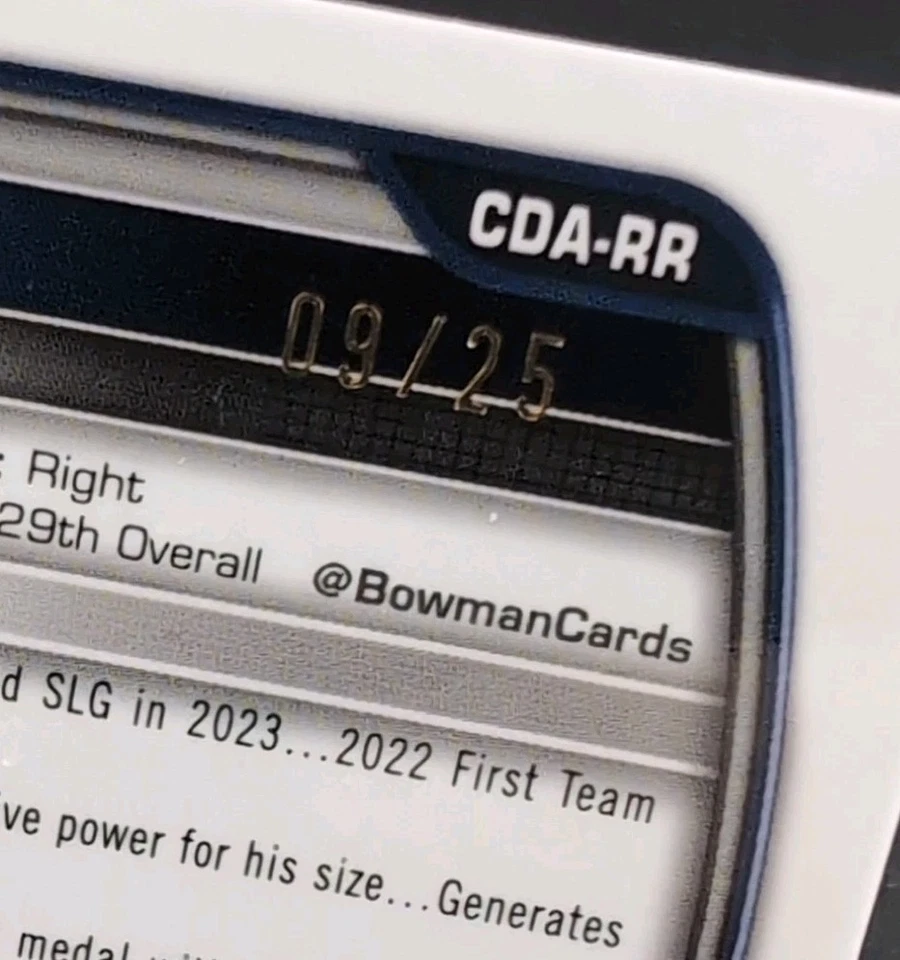 CDA-RR
09/25
: Right
29th Overall @BowmanCards
d SLG in 2023...2022 First Team
ve power for his size...Generates
medal